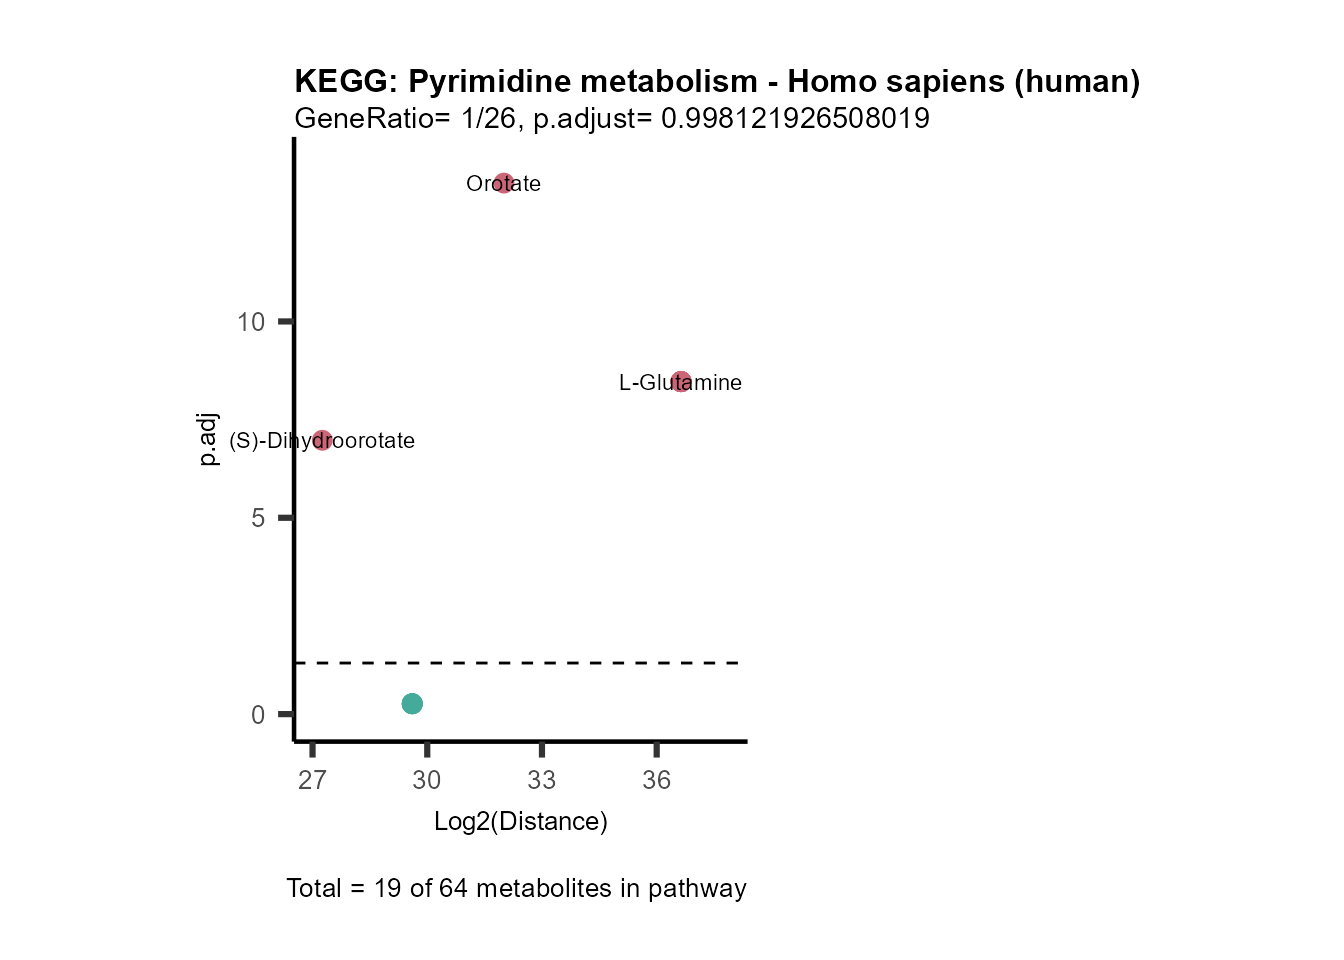 KEGG: Pyrimidine metabolism - Homo sapiens (human)
GeneRatio= 1/26, p.adjust= 0.998121926508019
Orotate
10
L-Glutamine
p.adj
(S)-Dihydroorotate
5
0
27 30 33 36
Log2(Distance)
Total = 19 of 64 metabolites in pathway